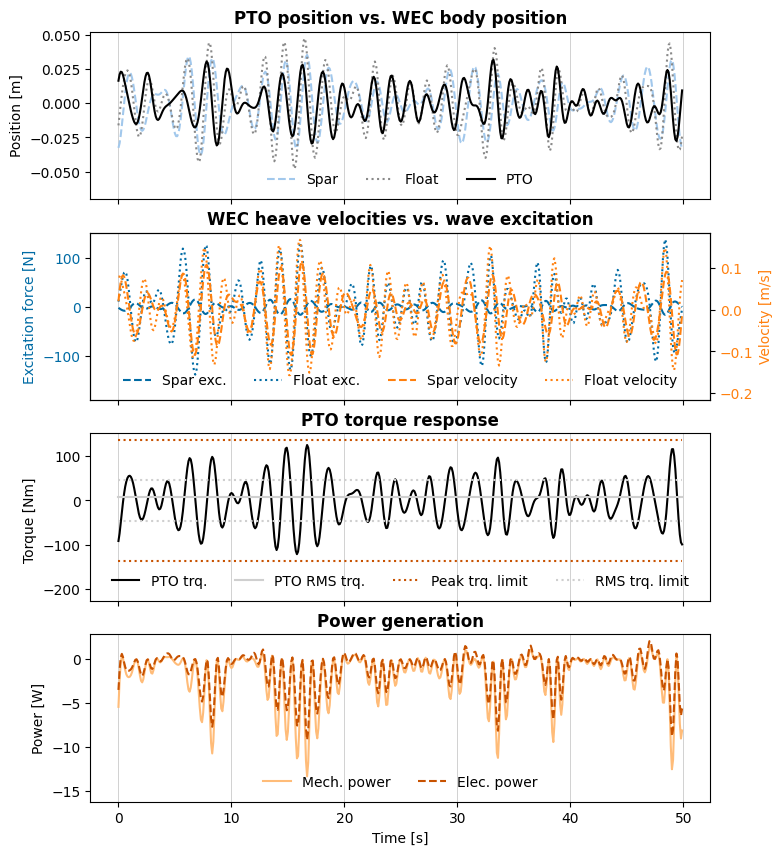 PTO position vs. WEC body position
0.050
0.025
0.000
−0.025
−0.050
Position [m]
Spar Float PTO
WEC heave velocities vs. wave excitation
100
0
−100
Excitation force [N]
0.1
0.0
−0.1
−0.2
Velocity [m/s]
Spar exc. Float exc. Spar velocity Float velocity
PTO torque response
100
0
−100
−200
Torque [Nm]
PTO trq. PTO RMS trq. Peak trq. limit RMS trq. limit
Power generation
0
−5
−10
−15
Power [W]
Mech. power Elec. power
0 10 20 30 40 50
Time [s]